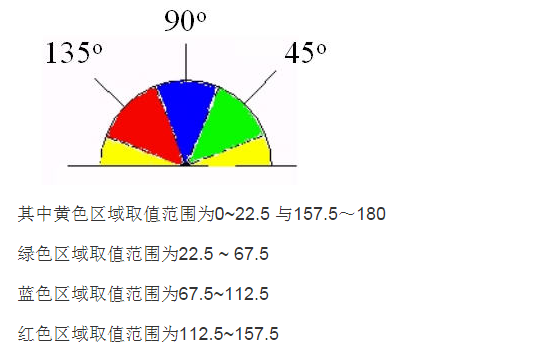 90º
135º 45º
其中黄色区域取值范围为0~22.5 与157.5～180
绿色区域取值范围为22.5 ~ 67.5
蓝色区域取值范围为67.5~112.5
红色区域取值范围为112.5~157.5